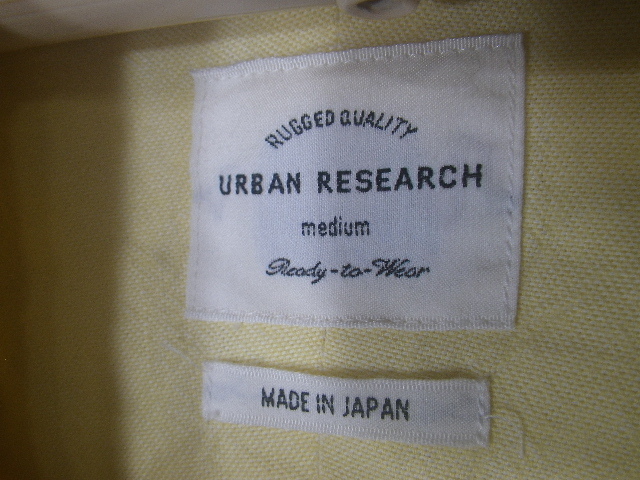 RUGGED QUALITY
URBAN RESEARCH
medium
Ready-to-Wear
MADE IN JAPAN